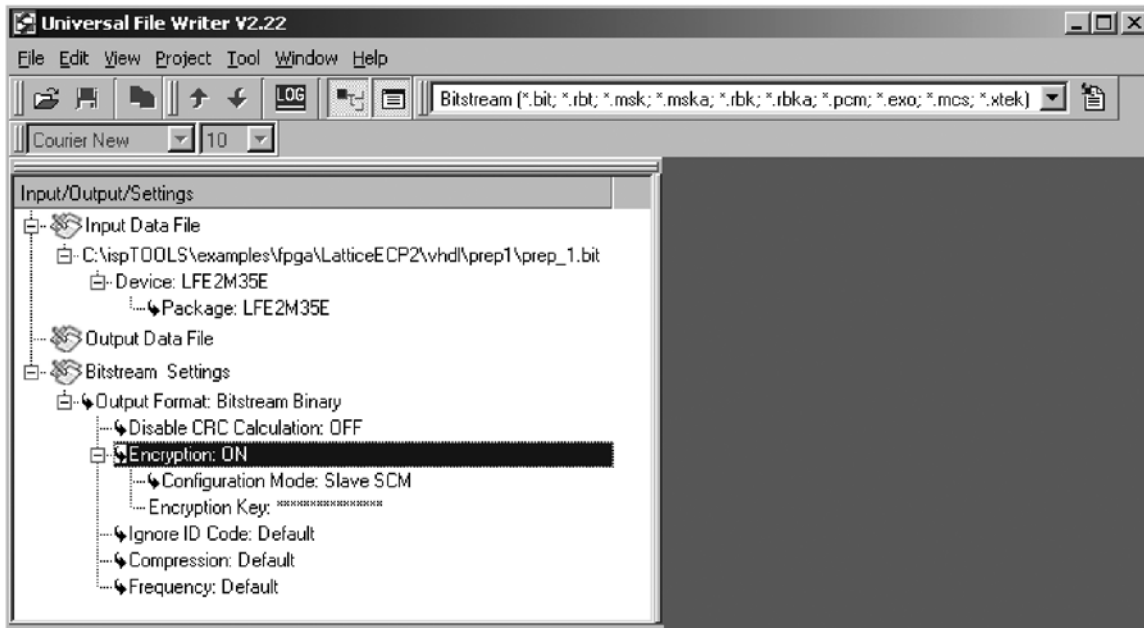 Universal File Writer V2.22
File Edit View Project Tool Window Help
LOG Bitstream (*.bit; *.rbt; *.msk; *.mska; *.rbk; *.rbka; *.pcm; *.exo; *.mcs; *.xtek)
Courier New 10
Input/Output/Settings
Input Data File
C:\ispTOOLS\examples\fpga\LatticeECP2\vhdl\prep1\prep_1.bit
Device: LFE2M35E
Package: LFE2M35E
Output Data File
Bitstream Settings
Output Format: Bitstream Binary
Disable CRC Calculation: OFF
Encryption: ON
Configuration Mode: Slave SCM
Encryption Key: ****************
Ignore ID Code: Default
Compression: Default
Frequency: Default